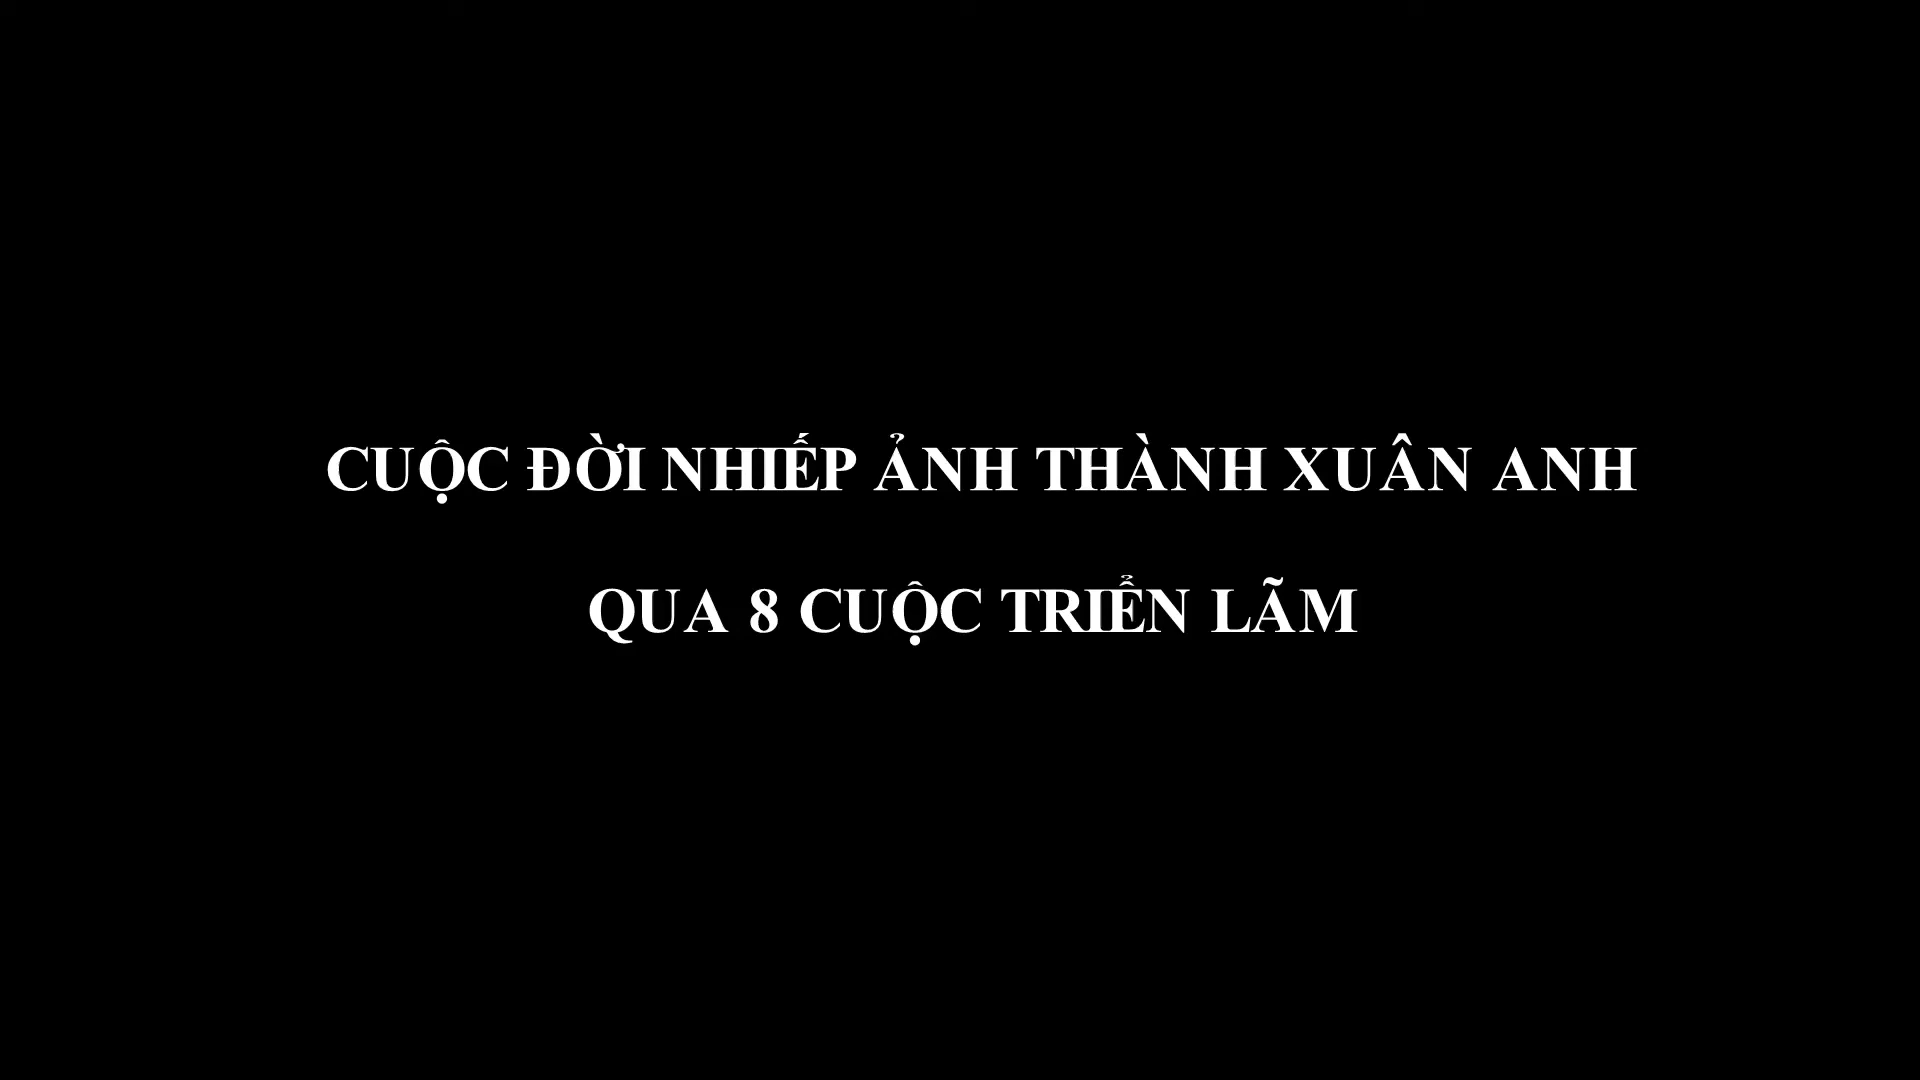 CUỘC ĐỜI NHIẾP ẢNH THÀNH XUÂN ANH
QUA 8 CUỘC TRIỂN LÃM